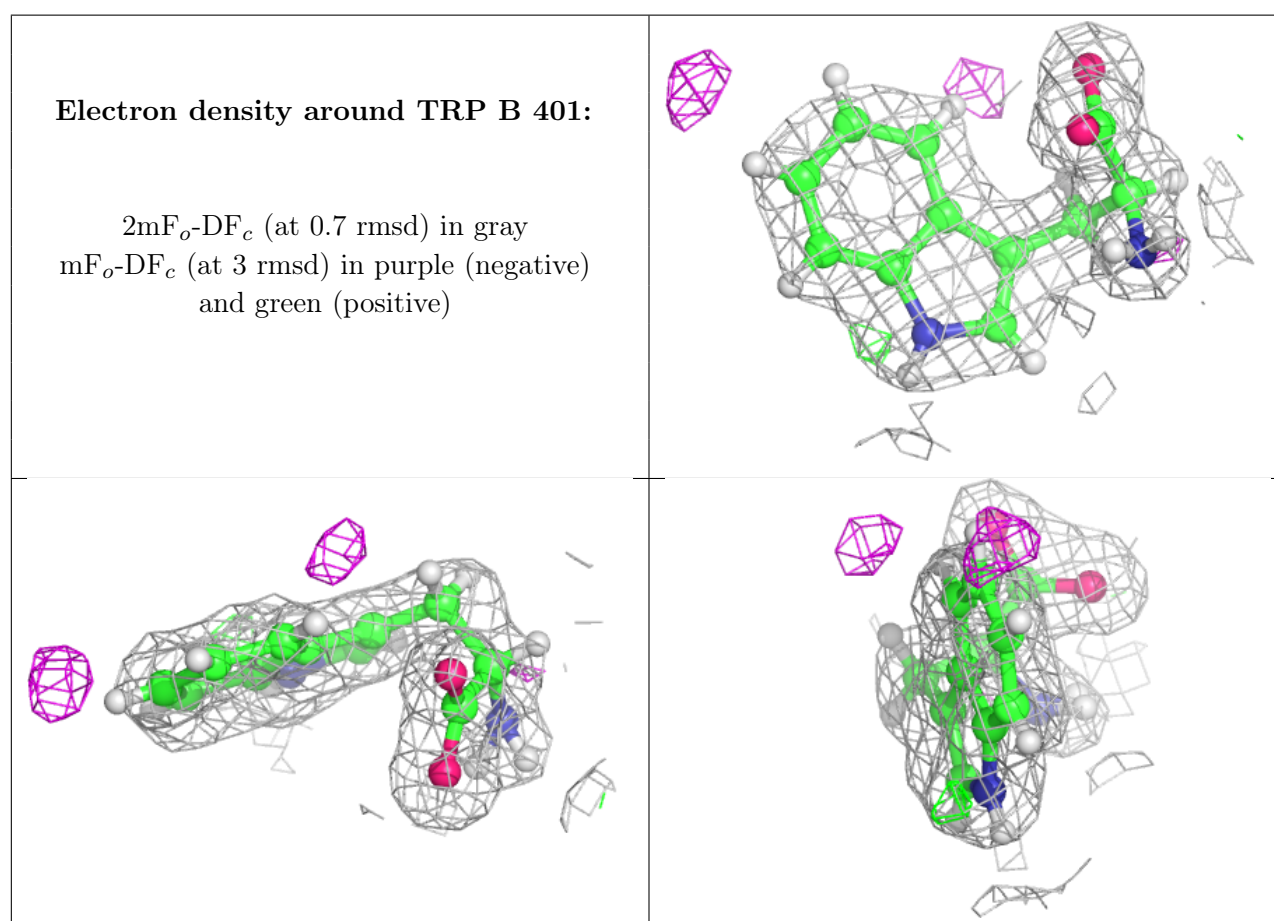 Electron density around TRP B 401:
2mFo-DFc (at 0.7 rmsd) in gray
mFo-DFc (at 3 rmsd) in purple (negative)
and green (positive)